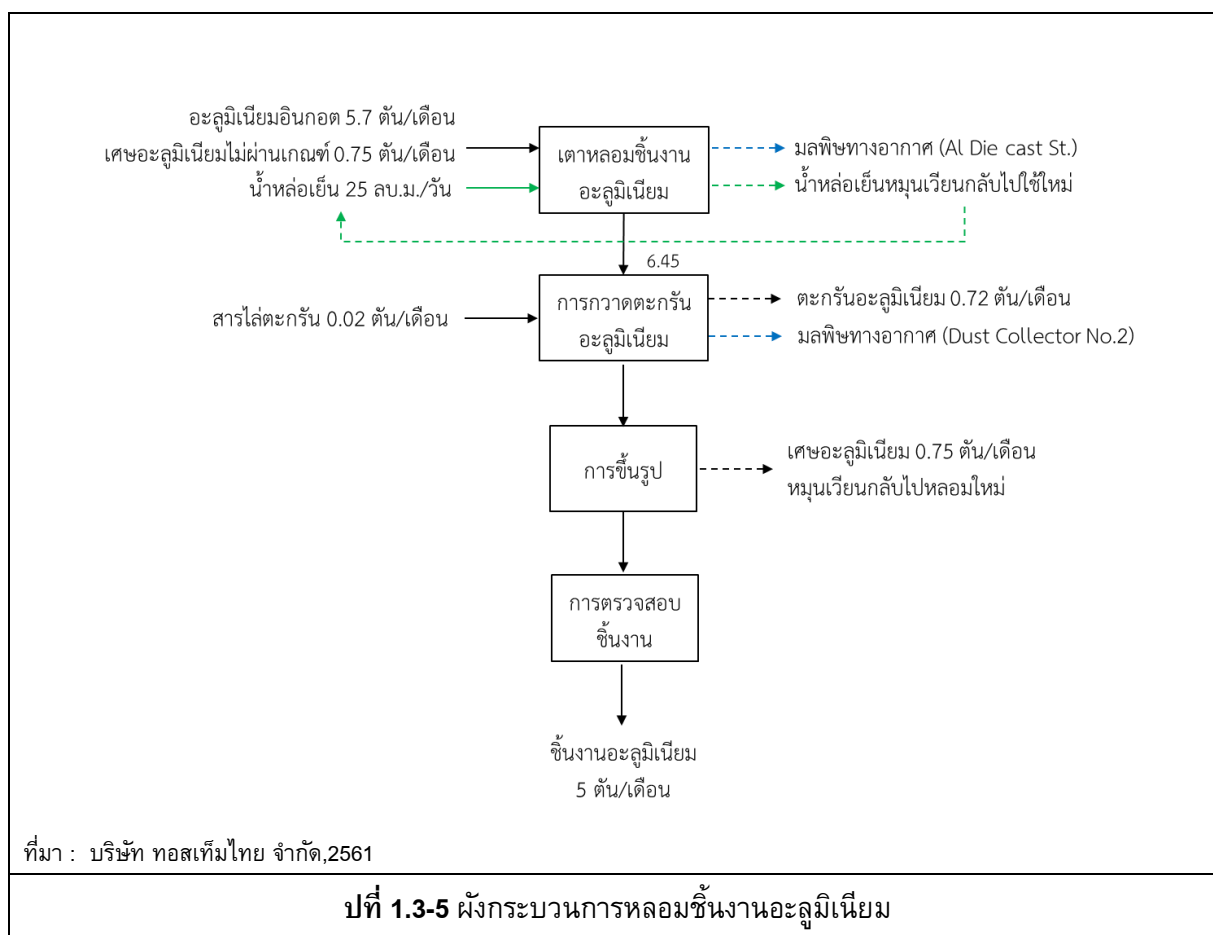 อะลูมิเนียมอินกอต 5.7 ตัน/เดือน
เศษอะลูมิเนียมไม่ผ่านเกณฑ์ 0.75 ตัน/เดือน
น้ำหล่อเย็น 25 ลบ.ม./วัน
เตาหลอมชิ้นงาน
อะลูมิเนียม
มลพิษทางอากาศ (Al Die cast St.)
น้ำหล่อเย็นหมุนเวียนกลับไปใช้ใหม่
6.45
สารไล่ตะกรัน 0.02 ตัน/เดือน
การกวาดตะกรัน
อะลูมิเนียม
ตะกรันอะลูมิเนียม 0.72 ตัน/เดือน
มลพิษทางอากาศ (Dust Collector No.2)
การขึ้นรูป
เศษอะลูมิเนียม 0.75 ตัน/เดือน
หมุนเวียนกลับไปหลอมใหม่
การตรวจสอบ
ชิ้นงาน
ชิ้นงานอะลูมิเนียม
5 ตัน/เดือน
ที่มา : บริษัท ทอสเท็มไทย จำกัด,2561
ปที่ 1.3-5 ผังกระบวนการหลอมชิ้นงานอะลูมิเนียม